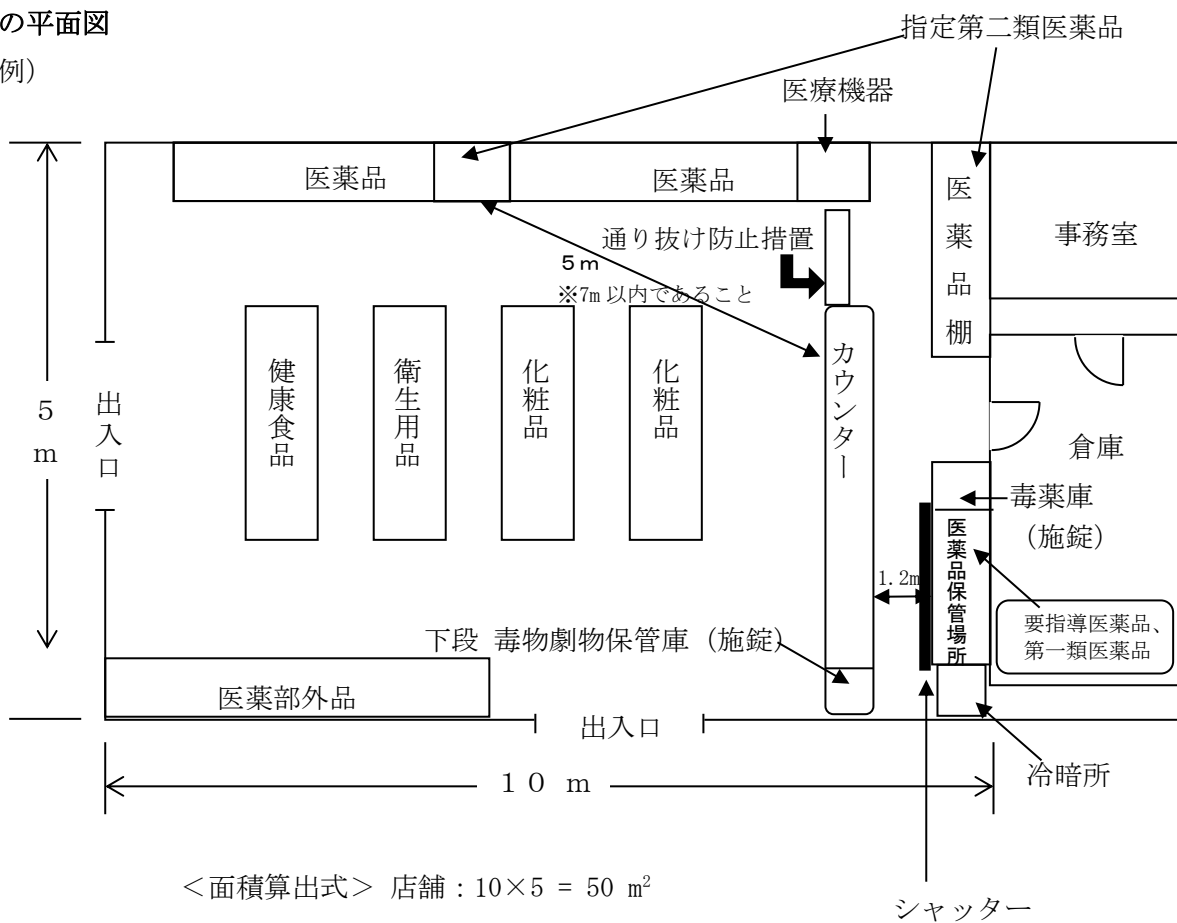 の平面図
例）
指定第二類医薬品
医療機器
医薬品
医薬品
医薬品棚
事務室
通り抜け防止措置
5ｍ
※7m 以内であること
健康食品
衛生用品
化粧品
化粧品
カウンター
５ｍ
出入口
倉庫
毒薬庫
（施錠）
医薬品保管場所
1.2m
要指導医薬品、
第一類医薬品
下段 毒物劇物保管庫（施錠）
医薬部外品
出入口
１０ ｍ
冷暗所
＜面積算出式＞ 店舗：10×5 = 50 m²
シャッター